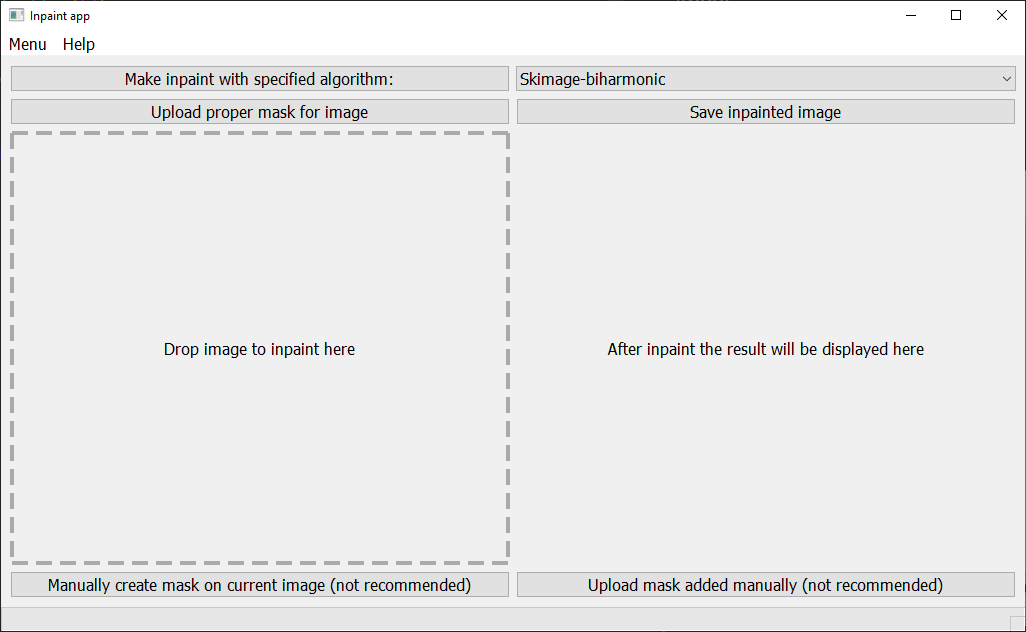 Inpaint app
Menu Help
Make inpaint with specified algorithm: Skimage-biharmonic
Upload proper mask for image Save inpainted image
Drop image to inpaint here After inpaint the result will be displayed here
Manually create mask on current image (not recommended) Upload mask added manually (not recommended)